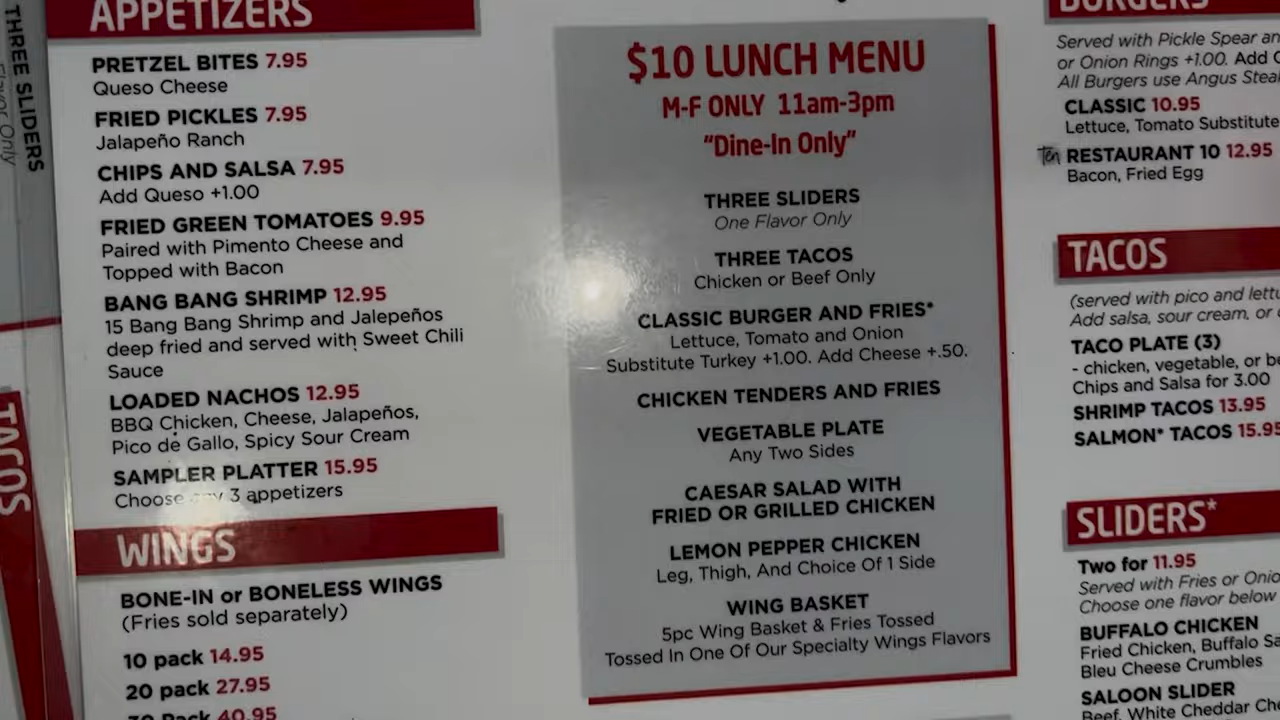 THREE SLIDERS
Flavor Only
TACOS
APPETIZERS
PRETZEL BITES 7.95
Queso Cheese
FRIED PICKLES 7.95
Jalapeño Ranch
CHIPS AND SALSA 7.95
Add Queso +1.00
FRIED GREEN TOMATOES 9.95
Paired with Pimento Cheese and
Topped with Bacon
BANG BANG SHRIMP 12.95
15 Bang Bang Shrimp and Jalepeños
deep fried and served with Sweet Chili
Sauce
LOADED NACHOS 12.95
BBQ Chicken, Cheese, Jalapeños,
Pico de Gallo, Spicy Sour Cream
SAMPLER PLATTER 15.95
Choose any 3 appetizers
WINGS
BONE-IN or BONELESS WINGS
(Fries sold separately)
10 pack 14.95
20 pack 27.95
30 Pack 40.95
$10 LUNCH MENU
M-F ONLY 11am-3pm
"Dine-In Only"
THREE SLIDERS
One Flavor Only
THREE TACOS
Chicken or Beef Only
CLASSIC BURGER AND FRIES*
Lettuce, Tomato and Onion
Substitute Turkey +1.00. Add Cheese +.50.
CHICKEN TENDERS AND FRIES
VEGETABLE PLATE
Any Two Sides
CAESAR SALAD WITH
FRIED OR GRILLED CHICKEN
LEMON PEPPER CHICKEN
Leg, Thigh, And Choice Of 1 Side
WING BASKET
5pc Wing Basket & Fries Tossed
Tossed In One Of Our Specialty Wings Flavors
BURGERS
Served with Pickle Spear
or Onion Rings +1.00. Add
All Burgers use Angus
CLASSIC 10.95
Lettuce, Tomato Substitute
Ten RESTAURANT 10 12.95
Bacon, Fried Egg
TACOS
(served with pico and
Add salsa, sour cream, or
TACO PLATE (3)
- chicken, vegetable, or
Chips and Salsa for 3.00
SHRIMP TACOS 13.95
SALMON* TACOS 15.95
SLIDERS*
Two for 11.95
Served with Fries or
Choose one flavor below
BUFFALO CHICKEN
Fried Chicken, Buffalo
Bleu Cheese Crumbles
SALOON SLIDER
Beef, White Cheddar